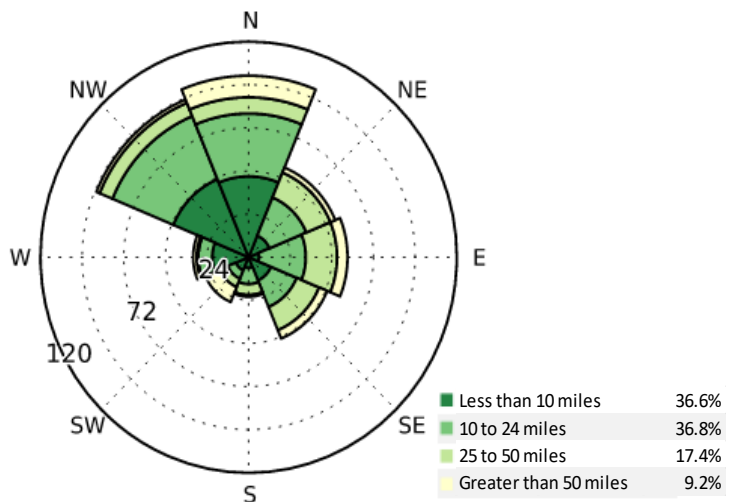 N
NW
NE
W
24
E
72
120
SW
SE
S
Less than 10 miles 36.6%
10 to 24 miles 36.8%
25 to 50 miles 17.4%
Greater than 50 miles 9.2%